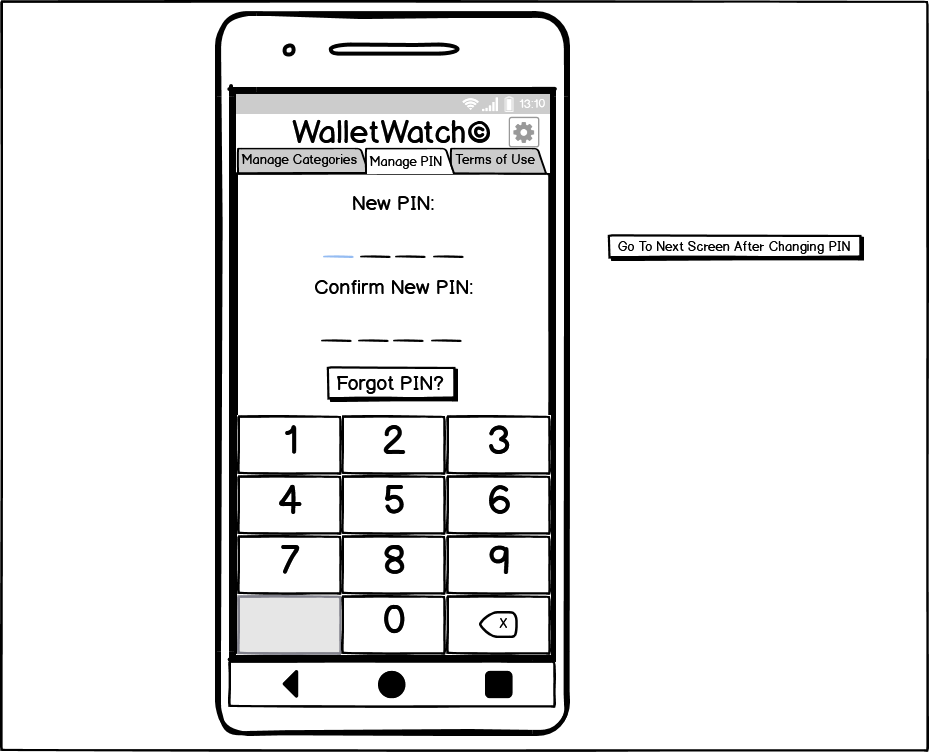 13:10
WalletWatch©
Manage Categories Manage PIN Terms of Use
New PIN:
Go To Next Screen After Changing PIN
Confirm New PIN:
Forgot PIN?
1 2 3
4 5 6
7 8 9
0 X